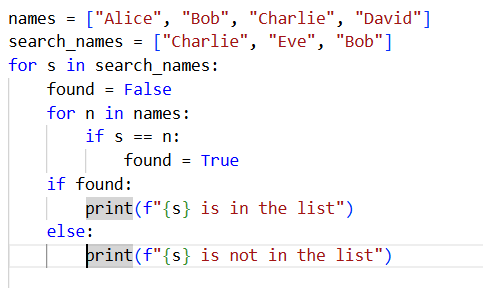 names = ["Alice", "Bob", "Charlie", "David"]
search_names = ["Charlie", "Eve", "Bob"]
for s in search_names:
    found = False
    for n in names:
        if s == n:
            found = True
    if found:
        print(f"{s} is in the list")
    else:
        print(f"{s} is not in the list")